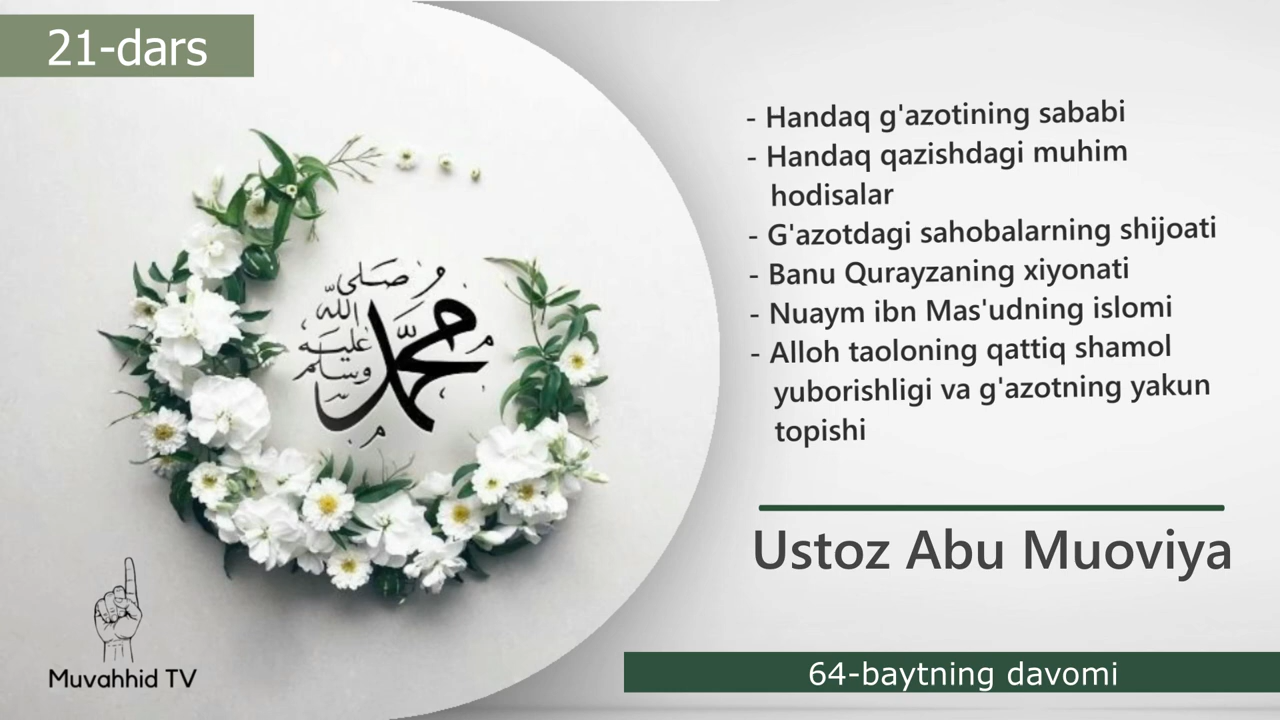 21-dars
- Handaq g'azotining sababi
- Handaq qazishdagi muhim
hodisalar
- G'azotdagi sahobalarning shijoati
- Banu Qurayzaning xiyonati
- Nuaym ibn Mas'udning islomi
- Alloh taoloning qattiq shamol
yuborishligi va g'azotning yakun
topishi
محمد
صلى
الله
عليه
وسلم
Ustoz Abu Muoviya
Muvahhid TV
64-baytning davomi